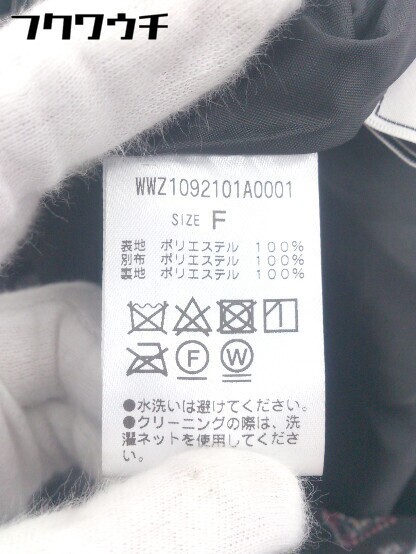 フクワウチ
WWZ1092101A0001
SIZE F
表地 ポリエステル 100%
別布 ポリエステル 100%
裏地 ポリエステル 100%
F W
●水洗いは避けてください。
●クリーニングの際は、洗
濯ネットを使用してくださ
い。